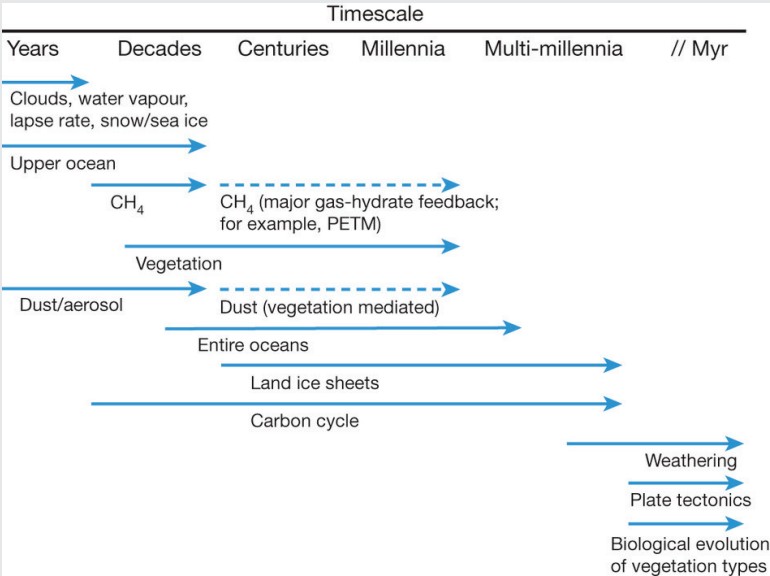 Timescale
Years Decades Centuries Millennia Multi-millennia // Myr
Clouds, water vapour,
lapse rate, snow/sea ice
Upper ocean
CH4
CH4 (major gas-hydrate feedback;
for example, PETM)
Vegetation
Dust/aerosol
Dust (vegetation mediated)
Entire oceans
Land ice sheets
Carbon cycle
Weathering
Plate tectonics
Biological evolution
of vegetation types